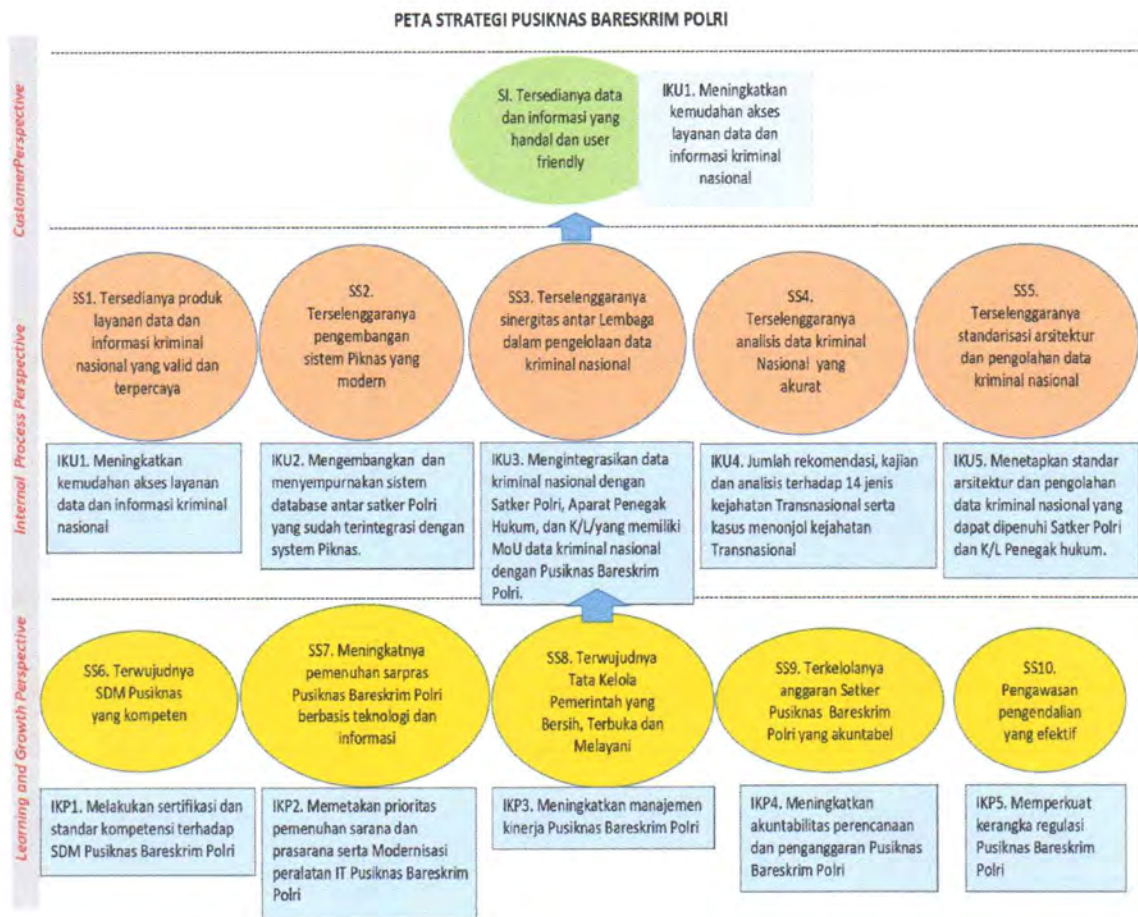 PETA STRATEGI PUSIKNAS BARESKRIM POLRI
CustomerPerspective
SI. Tersedianya data
dan informasi yang
handal dan user
friendly
IKU1. Meningkatkan
kemudahan akses
layanan data dan
informasi kriminal
nasional
Internal Process Perspective
SS1. Tersedianya produk
layanan data dan
informasi kriminal
nasional yang valid dan
terpercaya
SS2.
Terselenggaranya
pengembangan
sistem Piknas yang
modern
SS3. Terselenggaranya
sinergitas antar Lembaga
dalam pengelolaan data
kriminal nasional
SS4.
Terselenggaranya
analisis data kriminal
Nasional yang
akurat
SS5.
Terselenggaranya
standarisasi arsitektur
dan pengolahan data
kriminal nasional
IKU1. Meningkatkan
kemudahan akses layanan
data dan informasi kriminal
nasional
IKU2. Mengembangkan dan
menyempurnakan sistem
database antar satker Polri
yang sudah terintegrasi dengan
system Piknas.
IKU3. Mengintegrasikan data
kriminal nasional dengan
Satker Polri, Aparat Penegak
Hukum, dan K/L/yang memiliki
MoU data kriminal nasional
dengan Pusiknas Bareskrim
Polri.
IKU4. Jumlah rekomendasi, kajian
dan analisis terhadap 14 jenis
kejahatan Transnasional serta
kasus menonjol kejahatan
Transnasional
IKU5. Menetapkan standar
arsitektur dan pengolahan
data kriminal nasional yang
dapat dipenuhi Satker Polri
dan K/L Penegak hukum.
Learning and Growth Perspective
SS6. Terwujudnya
SDM Pusiknas
yang kompeten
SS7. Meningkatnya
pemenuhan sarpras
Pusiknas Bareskrim Polri
berbasis teknologi dan
informasi
SS8. Terwujudnya
Tata Kelola
Pemerintah yang
Bersih, Terbuka dan
Melayani
SS9. Terkelolanya
anggaran Satker
Pusiknas Bareskrim
Polri yang akuntabel
SS10.
Pengawasan
pengendalian
yang efektif
IKP1. Melakukan sertifikasi dan
standar kompetensi terhadap
SDM Pusiknas Bareskrim Polri
IKP2. Memetakan prioritas
pemenuhan sarana dan
prasarana serta Modernisasi
peralatan IT Pusiknas Bareskrim
Polri
IKP3. Meningkatkan manajemen
kinerja Pusiknas Bareskrim Polri
IKP4. Meningkatkan
akuntabilitas perencanaan
dan penganggaran Pusiknas
Bareskrim Polri
IKP5. Memperkuat
kerangka regulasi
Pusiknas Bareskrim
Polri